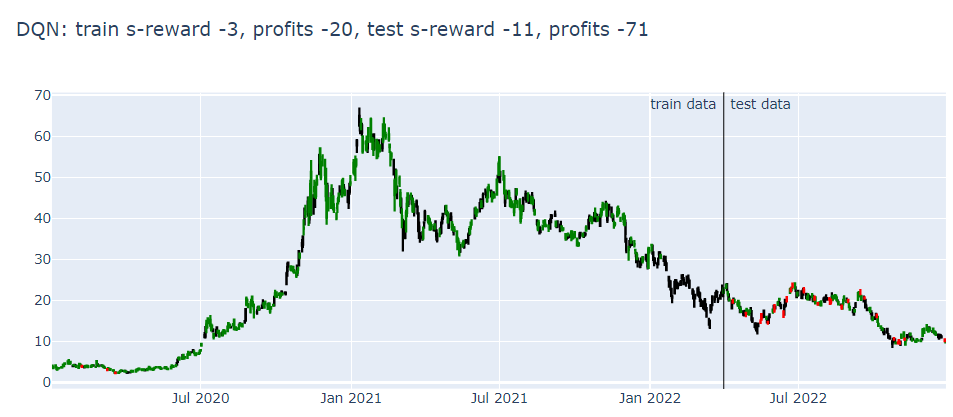 DQN: train s-reward -3, profits -20, test s-reward -11, profits -71
train data test data
70
60
50
40
30
20
10
0
Jul 2020 Jan 2021 Jul 2021 Jan 2022 Jul 2022